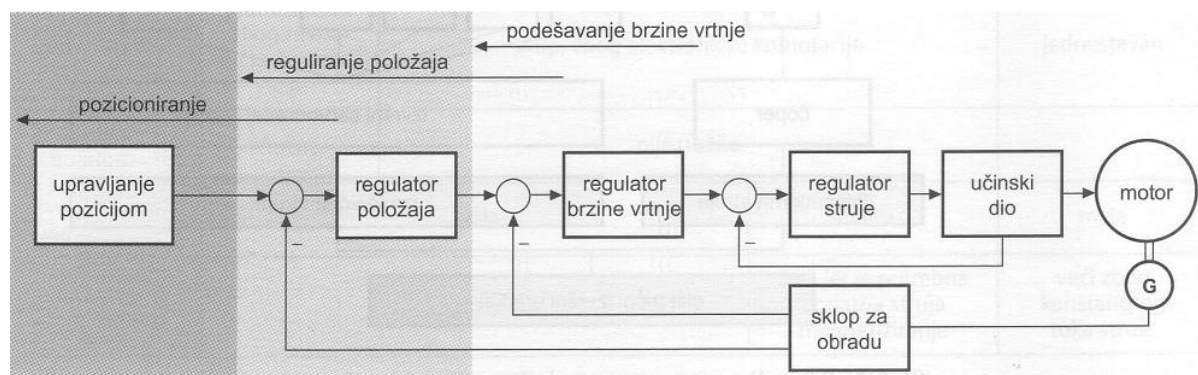 podešavanje brzine vrtnje
reguliranje položaja
pozicioniranje
upravljanje
pozicijom
regulator
položaja
regulator
brzine vrtnje
regulator
struje
učinski
dio
motor
–
–
–
G
sklop za
obradu